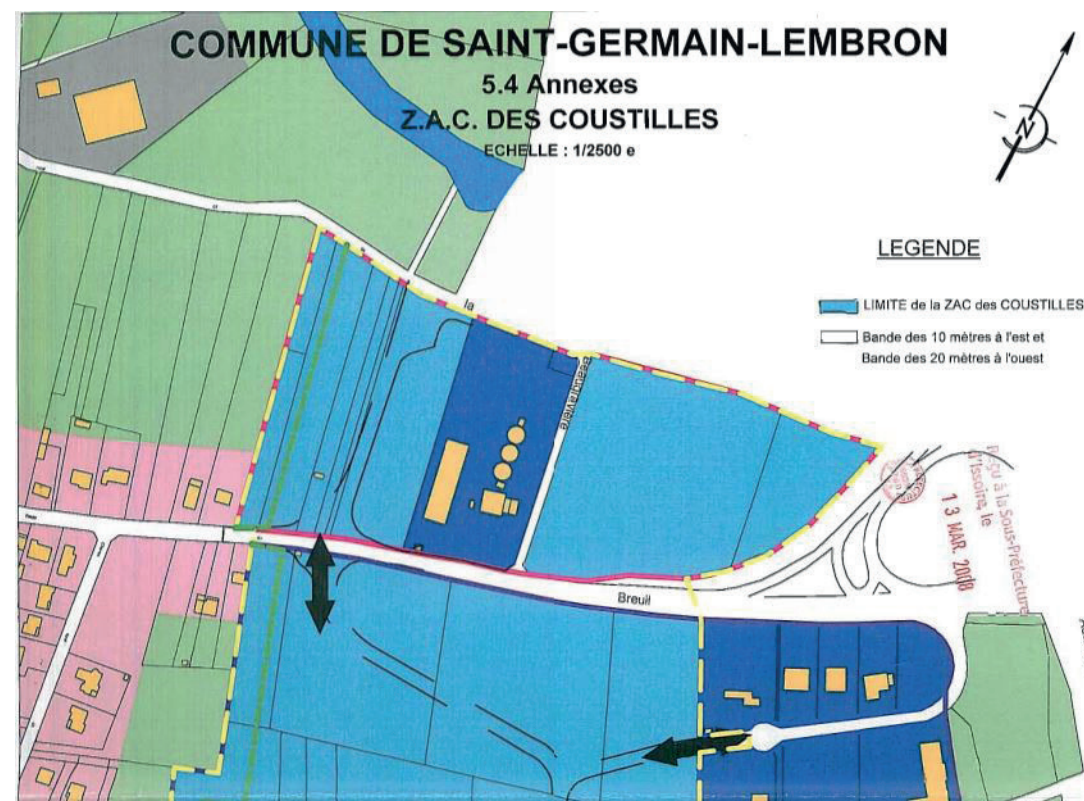 COMMUNE DE SAINT-GERMAIN-LEMBRON
5.4 Annexes
Z.A.C. DES COUSTILLES
ECHELLE : 1/2500 e
N
LEGENDE
LIMITE de la ZAC des COUSTILLES
Bande des 10 mètres à l'est et
Bande des 20 mètres à l'ouest
la
Beaugravière
Breuil
Reçu à la Sous-Préfecture
d'Issoire, le
13 MAR. 2008